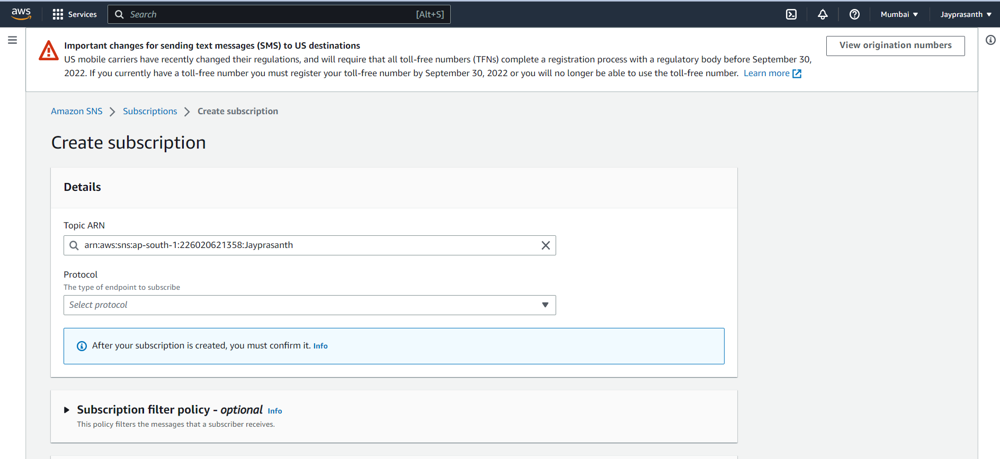 aws Services Search [Alt+S] Mumbai Jayprasanth
Important changes for sending text messages (SMS) to US destinations
View origination numbers
US mobile carriers have recently changed their regulations, and will require that all toll-free numbers (TFNs) complete a registration process with a regulatory body before September 30,
2022. If you currently have a toll-free number you must register your toll-free number by September 30, 2022 or you will no longer be able to use the toll-free number. Learn more
Amazon SNS Subscriptions Create subscription
Create subscription
Details
Topic ARN
arn:aws:sns:ap-south-1:226020621358:Jayprasanth
Protocol
The type of endpoint to subscribe
Select protocol
After your subscription is created, you must confirm it. Info
Subscription filter policy - optional Info
This policy filters the messages that a subscriber receives.